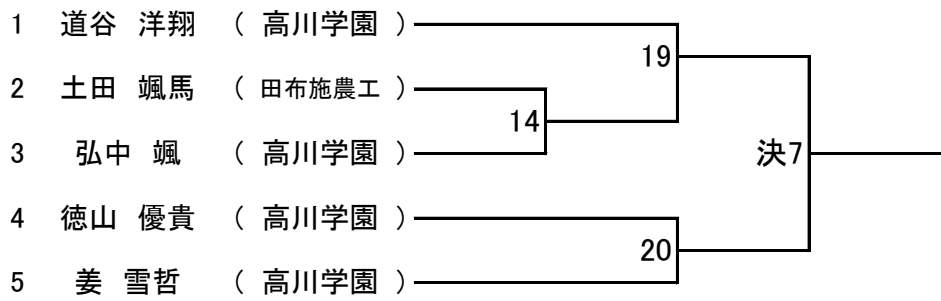 1 道谷 洋翔 ( 高川学園 )
19
2 土田 颯馬 ( 田布施農工 )
14
3 弘中 颯 ( 高川学園 )
決7
4 徳山 優貴 ( 高川学園 )
20
5 姜 雪哲 ( 高川学園 )